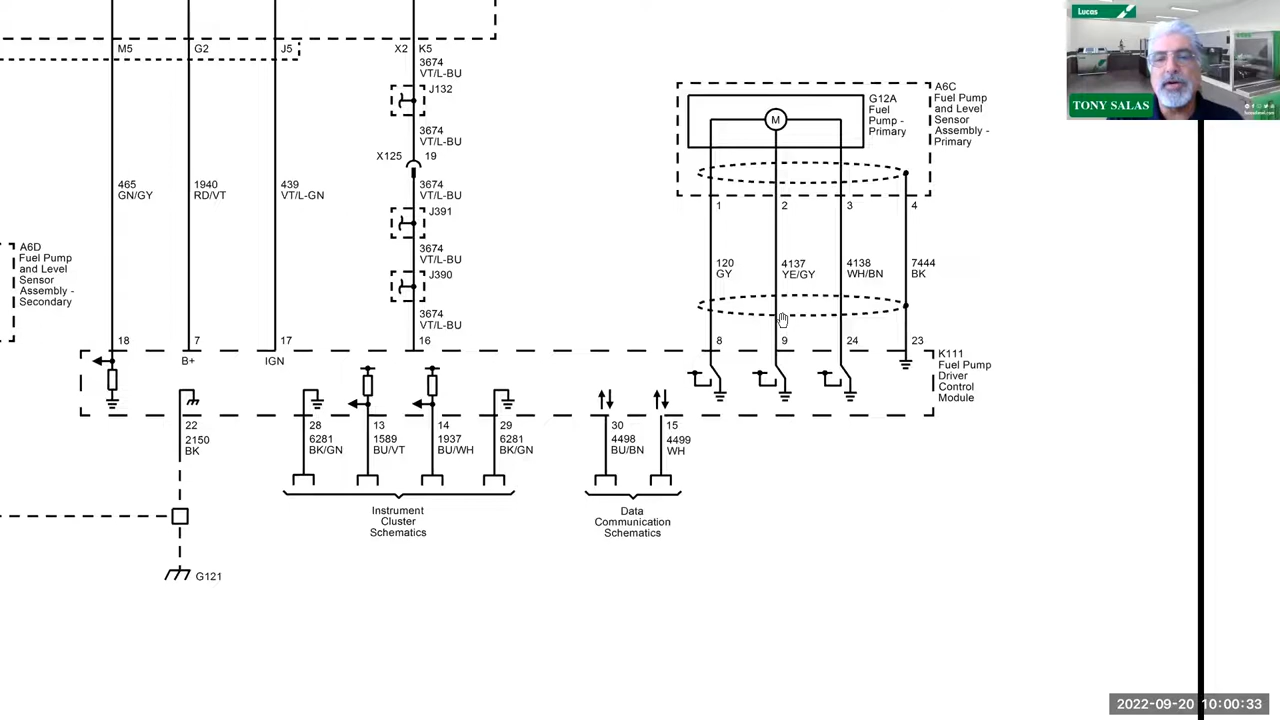 M5
G2
J5
X2
K5
3674
VT/L-BU
J132
3674
VT/L-BU
X125
19
465
GN/GY
1940
RD/VT
439
VT/L-GN
3674
VT/L-BU
J391
3674
VT/L-BU
J390
3674
VT/L-BU
A6D
Fuel Pump
and Level
Sensor
Assembly -
Secondary
M
G12A
Fuel
Pump -
Primary
A6C
Fuel Pump
and Level
Sensor
Assembly -
Primary
1
2
3
4
120
GY
4137
YE/GY
4138
WH/BN
7444
BK
18
7
17
16
8
9
24
23
B+
IGN
K111
Fuel Pump
Driver
Control
Module
22
2150
BK
28
6281
BK/GN
13
1589
BU/VT
14
1937
BU/WH
29
6281
BK/GN
30
4498
BU/BN
15
4499
WH
Instrument
Cluster
Schematics
Data
Communication
Schematics
G121
Lucas
TONY SALAS
2022-09-20 10:00:33